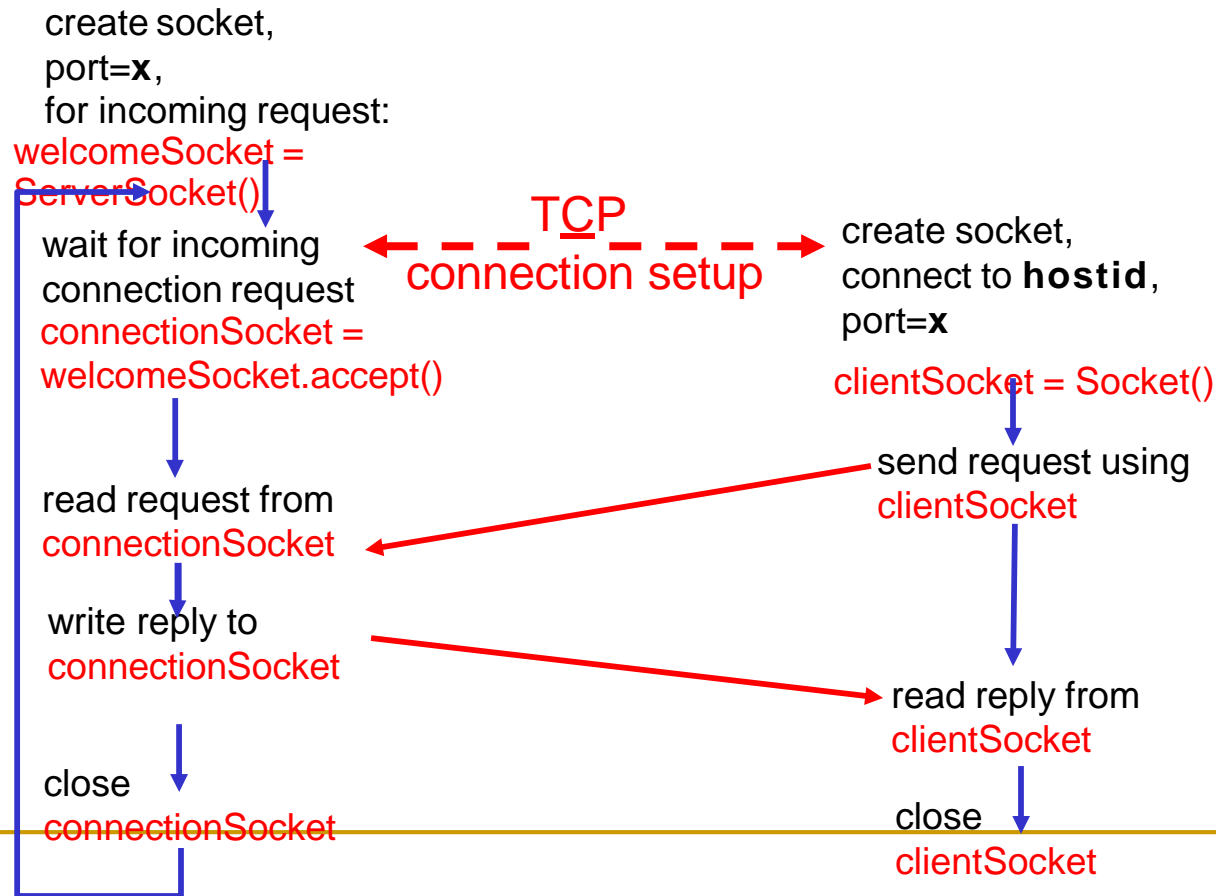 create socket,
port=x,
for incoming request:
welcomeSocket =
ServerSocket()
wait for incoming
connection request
connectionSocket =
welcomeSocket.accept()
read request from
connectionSocket
write reply to
connectionSocket
close
connectionSocket
TCP
connection setup
create socket,
connect to hostid,
port=x
clientSocket = Socket()
send request using
clientSocket
read reply from
clientSocket
close
clientSocket